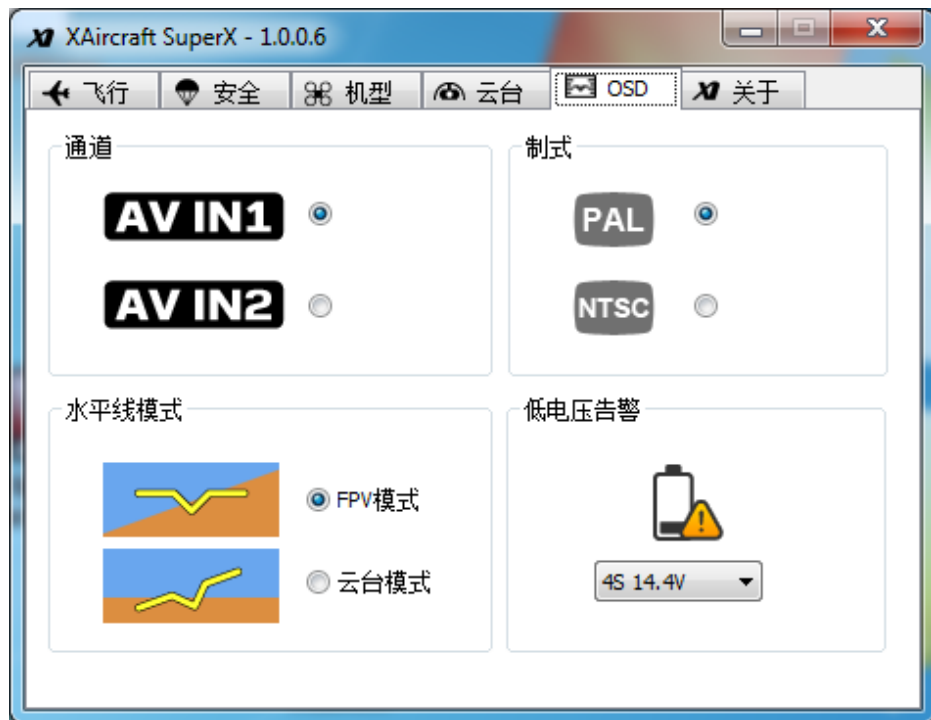 XAircraft SuperX - 1.0.0.6
飞行 安全 机型 云台 OSD 关于
通道
AV IN1
AV IN2
制式
PAL
NTSC
水平线模式
FPV模式
云台模式
低电压告警
4S 14.4V